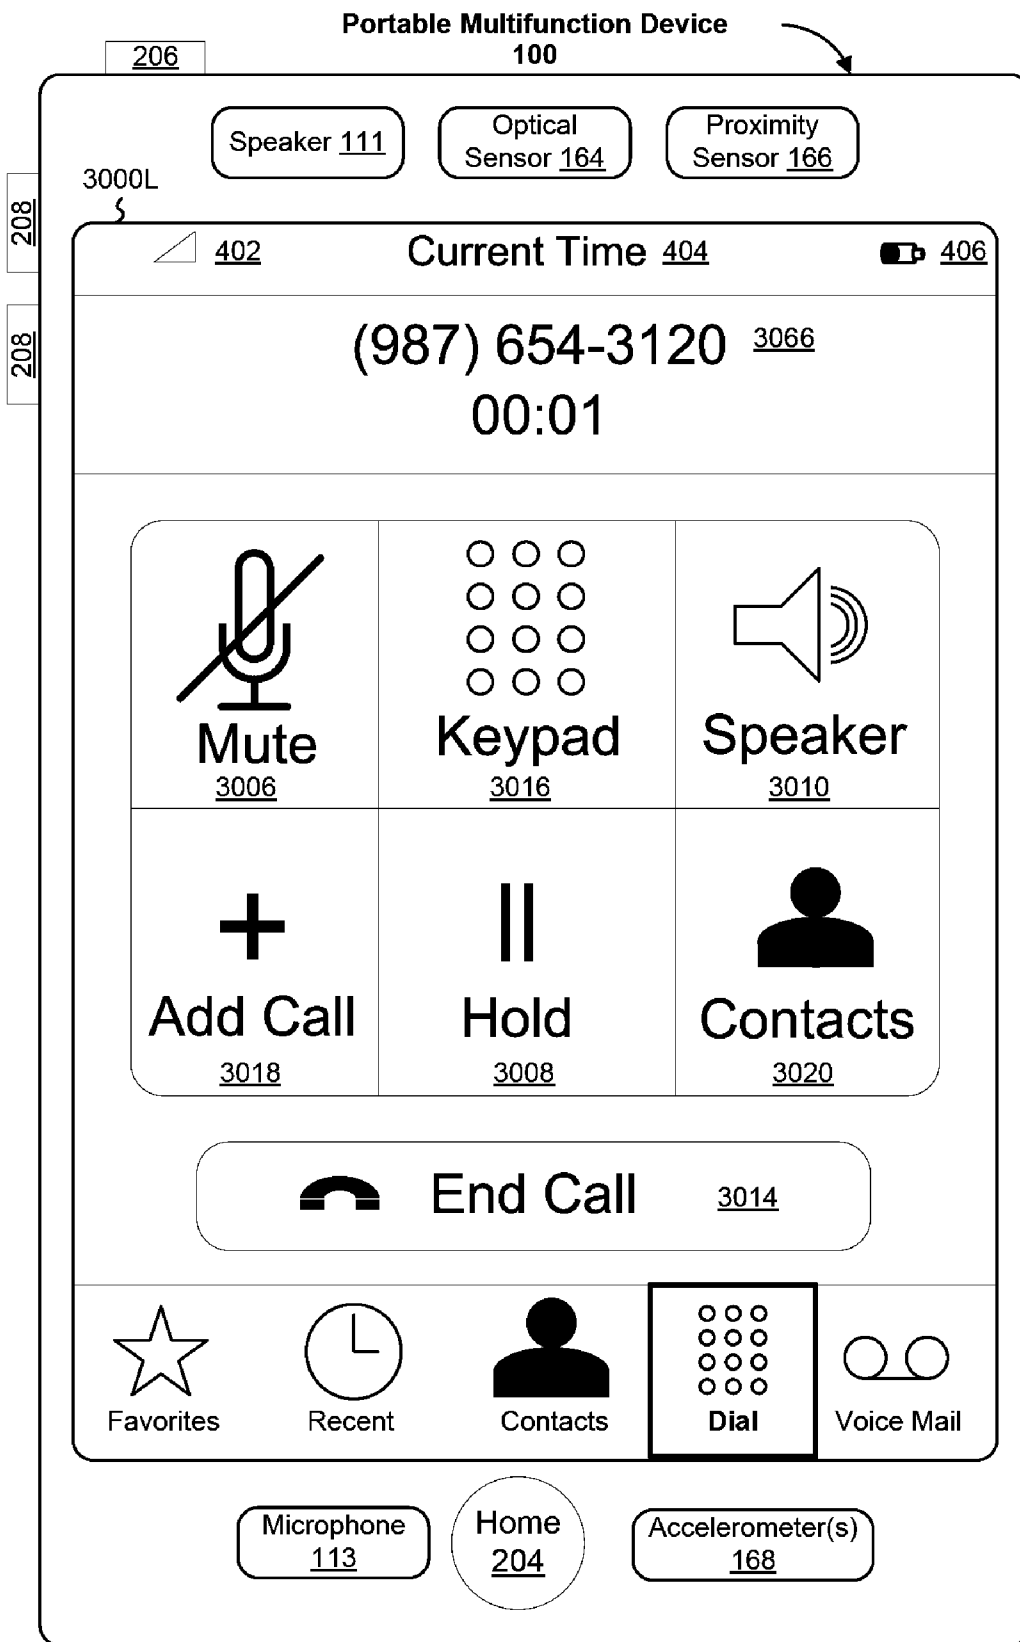 Portable Multifunction Device
100
206
Speaker 111
Optical
Sensor 164
Proximity
Sensor 166
3000L
208
208
402
Current Time 404
406
(987) 654-3120 3066
00:01
Mute
3006
Keypad
3016
Speaker
3010
Add Call
3018
Hold
3008
Contacts
3020
End Call 3014
Favorites
Recent
Contacts
Dial
Voice Mail
Microphone
113
Home
204
Accelerometer(s)
168